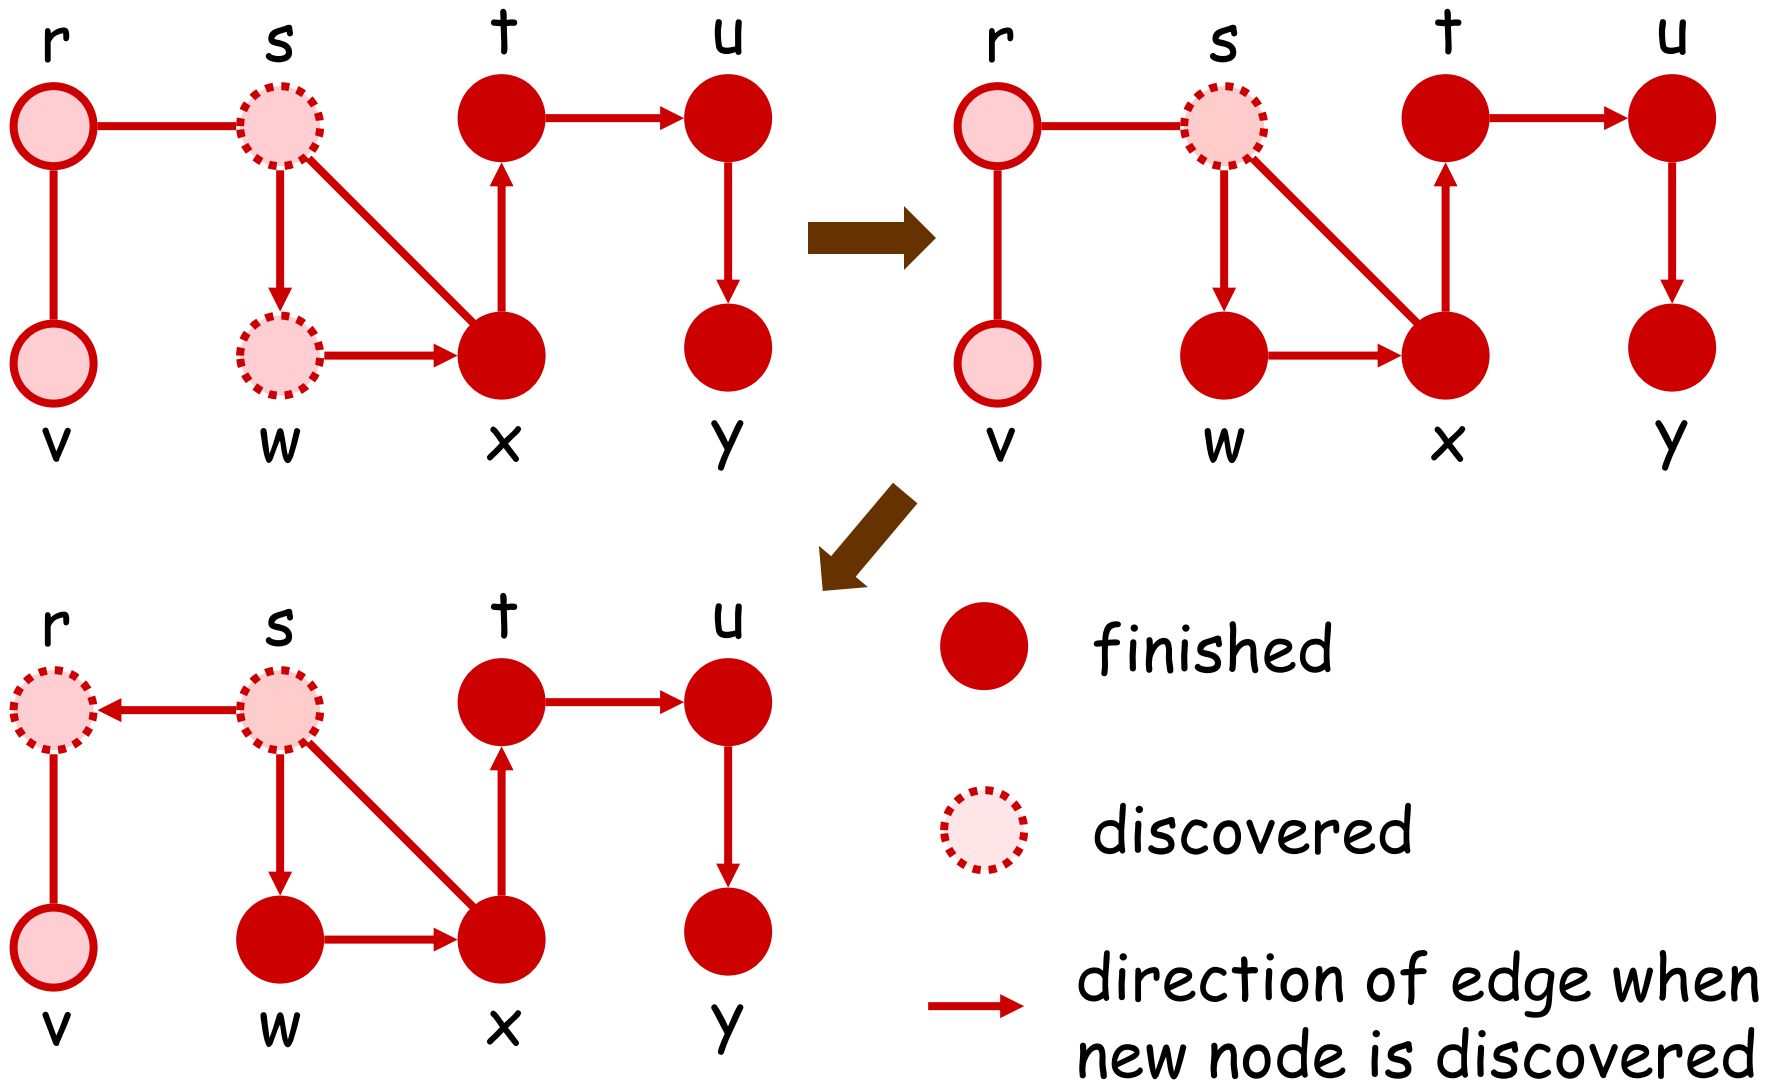 r s t u
v w x y
r s t u
v w x y
r s t u
v w x y
finished
discovered
direction of edge when
new node is discovered